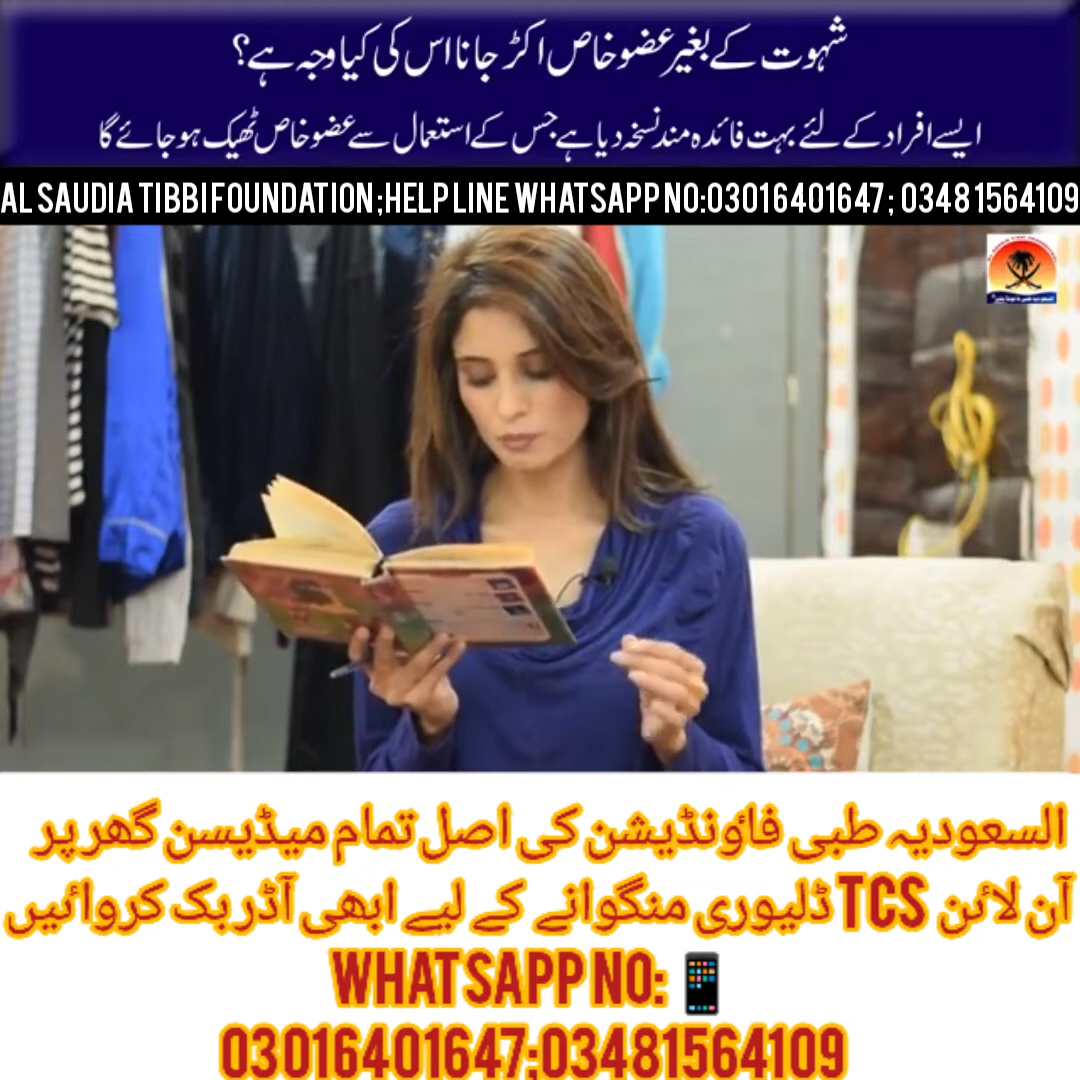 شہوت کے بغیر عضو خاص اکڑ جانا اس کی کیا وجہ ہے؟
ایسے افراد کے لئے بہت فائدہ مند نسخہ دیا ہے جس کے استعمال سے عضو خاص ٹھیک ہو جائے گا
AL SAUDIA TIBBI FOUNDATION ;HELP LINE WHATSAPP NO:03016401647 ; 03481564109
السعودیہ طبی فاؤنڈیشن کی اصل تمام میڈیسن گھر پر
آن لائن TCS ڈلیوری منگوانے کے لیے ابھی آڈر بک کروائیں
WHATSAPP NO: 📱
03016401647;03481564109